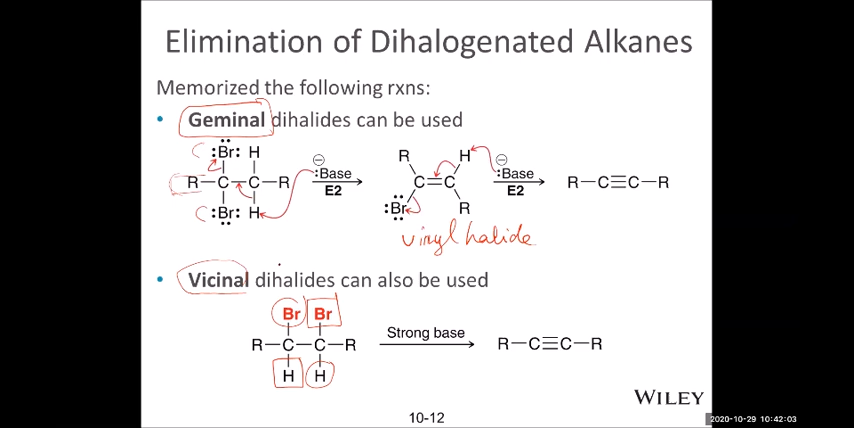 Elimination of Dihalogenated Alkanes
Memorized the following rxns:
• Geminal dihalides can be used
:Br: H
R—C—C—R
:Br: H
⊖
:Base
E2
R H
C=C
:Br: R
vinyl halide
⊖
:Base
E2
R—C≡C—R
• Vicinal dihalides can also be used
Br Br
R—C—C—R
H H
Strong base
R—C≡C—R
WILEY
10-12
2020-10-29 10:42:03